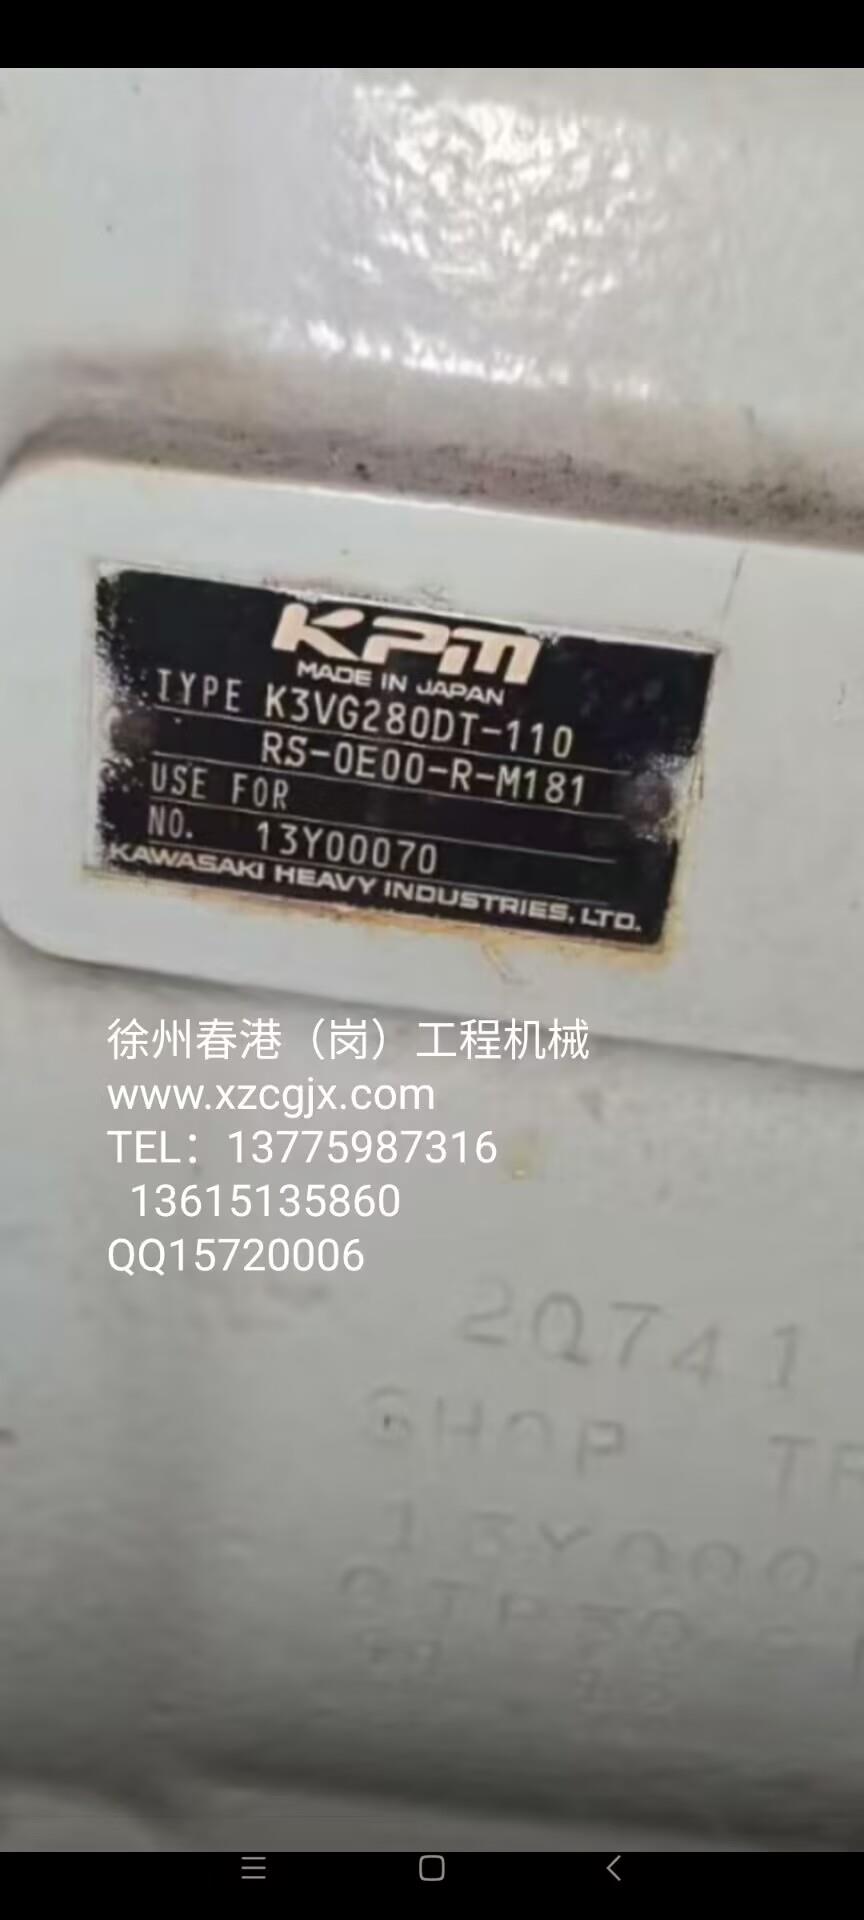 KPM
MADE IN JAPAN
TYPE K3VG280DT-110
RS-0E00-R-M181
USE FOR
NO. 13Y00070
KAWASAKI HEAVY INDUSTRIES, LTD.
徐州春港（岗）工程机械
www.xzcgjx.com
TEL：13775987316
13615135860
QQ15720006
2Q741